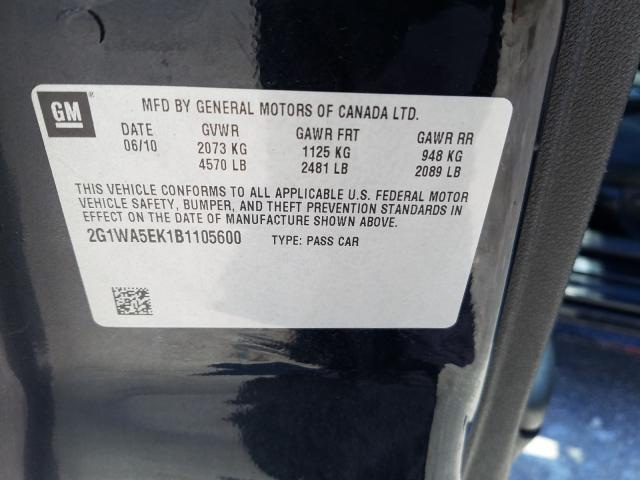 GM ®
MFD BY GENERAL MOTORS OF CANADA LTD.
DATE GVWR GAWR FRT GAWR RR
06/10 2073 KG 1125 KG 948 KG
4570 LB 2481 LB 2089 LB
THIS VEHICLE CONFORMS TO ALL APPLICABLE U.S. FEDERAL MOTOR
VEHICLE SAFETY, BUMPER, AND THEFT PREVENTION STANDARDS IN
EFFECT ON THE DATE OF MANUFACTURE SHOWN ABOVE.
2G1WA5EK1B1105600 TYPE: PASS CAR